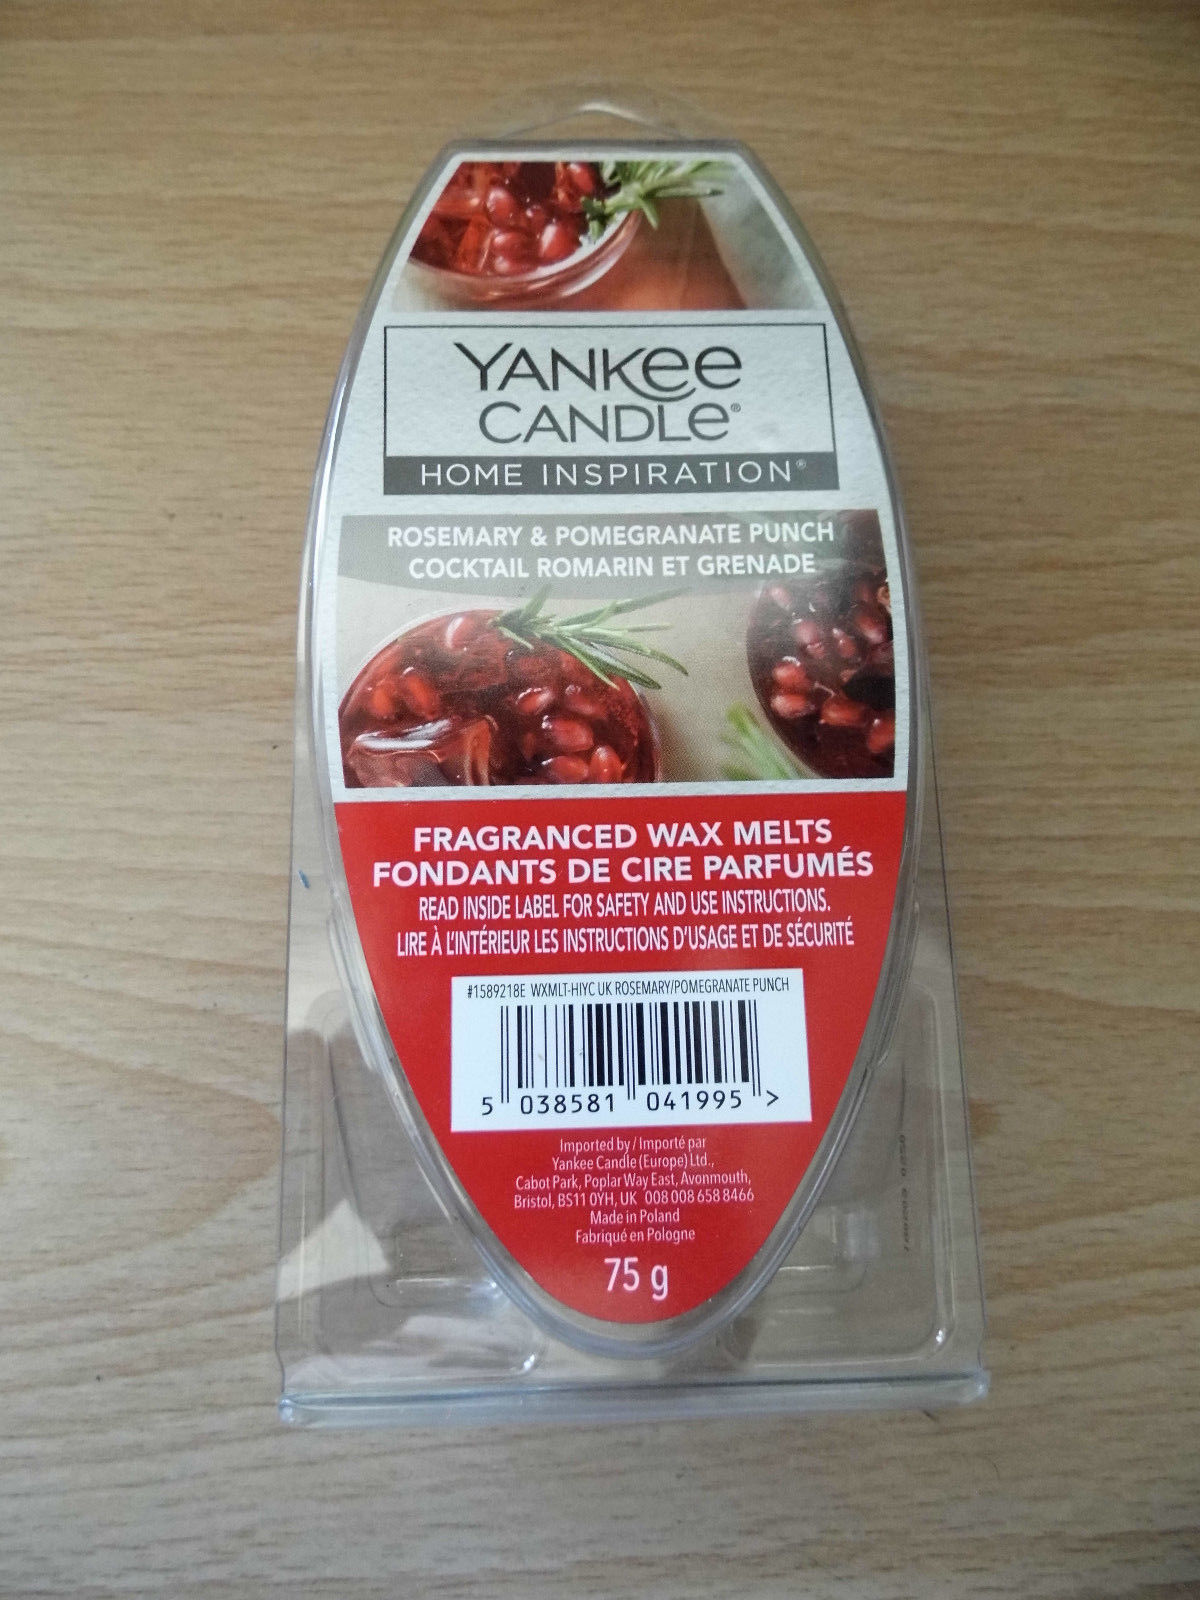 YANKEE
CANDLE®
HOME INSPIRATION®
ROSEMARY & POMEGRANATE PUNCH
COCKTAIL ROMARIN ET GRENADE
FRAGRANCED WAX MELTS
FONDANTS DE CIRE PARFUMÉS
READ INSIDE LABEL FOR SAFETY AND USE INSTRUCTIONS.
LIRE À L'INTÉRIEUR LES INSTRUCTIONS D'USAGE ET DE SÉCURITÉ
#1589218E WXMLT-HIYC UK ROSEMARY/POMEGRANATE PUNCH
5 038581 041995 >
Imported by / Importé par
Yankee Candle (Europe) Ltd.,
Cabot Park, Poplar Way East, Avonmouth,
Bristol, BS11 0YH, UK 008 008 658 8466
Made in Poland
Fabriqué en Pologne
75 g